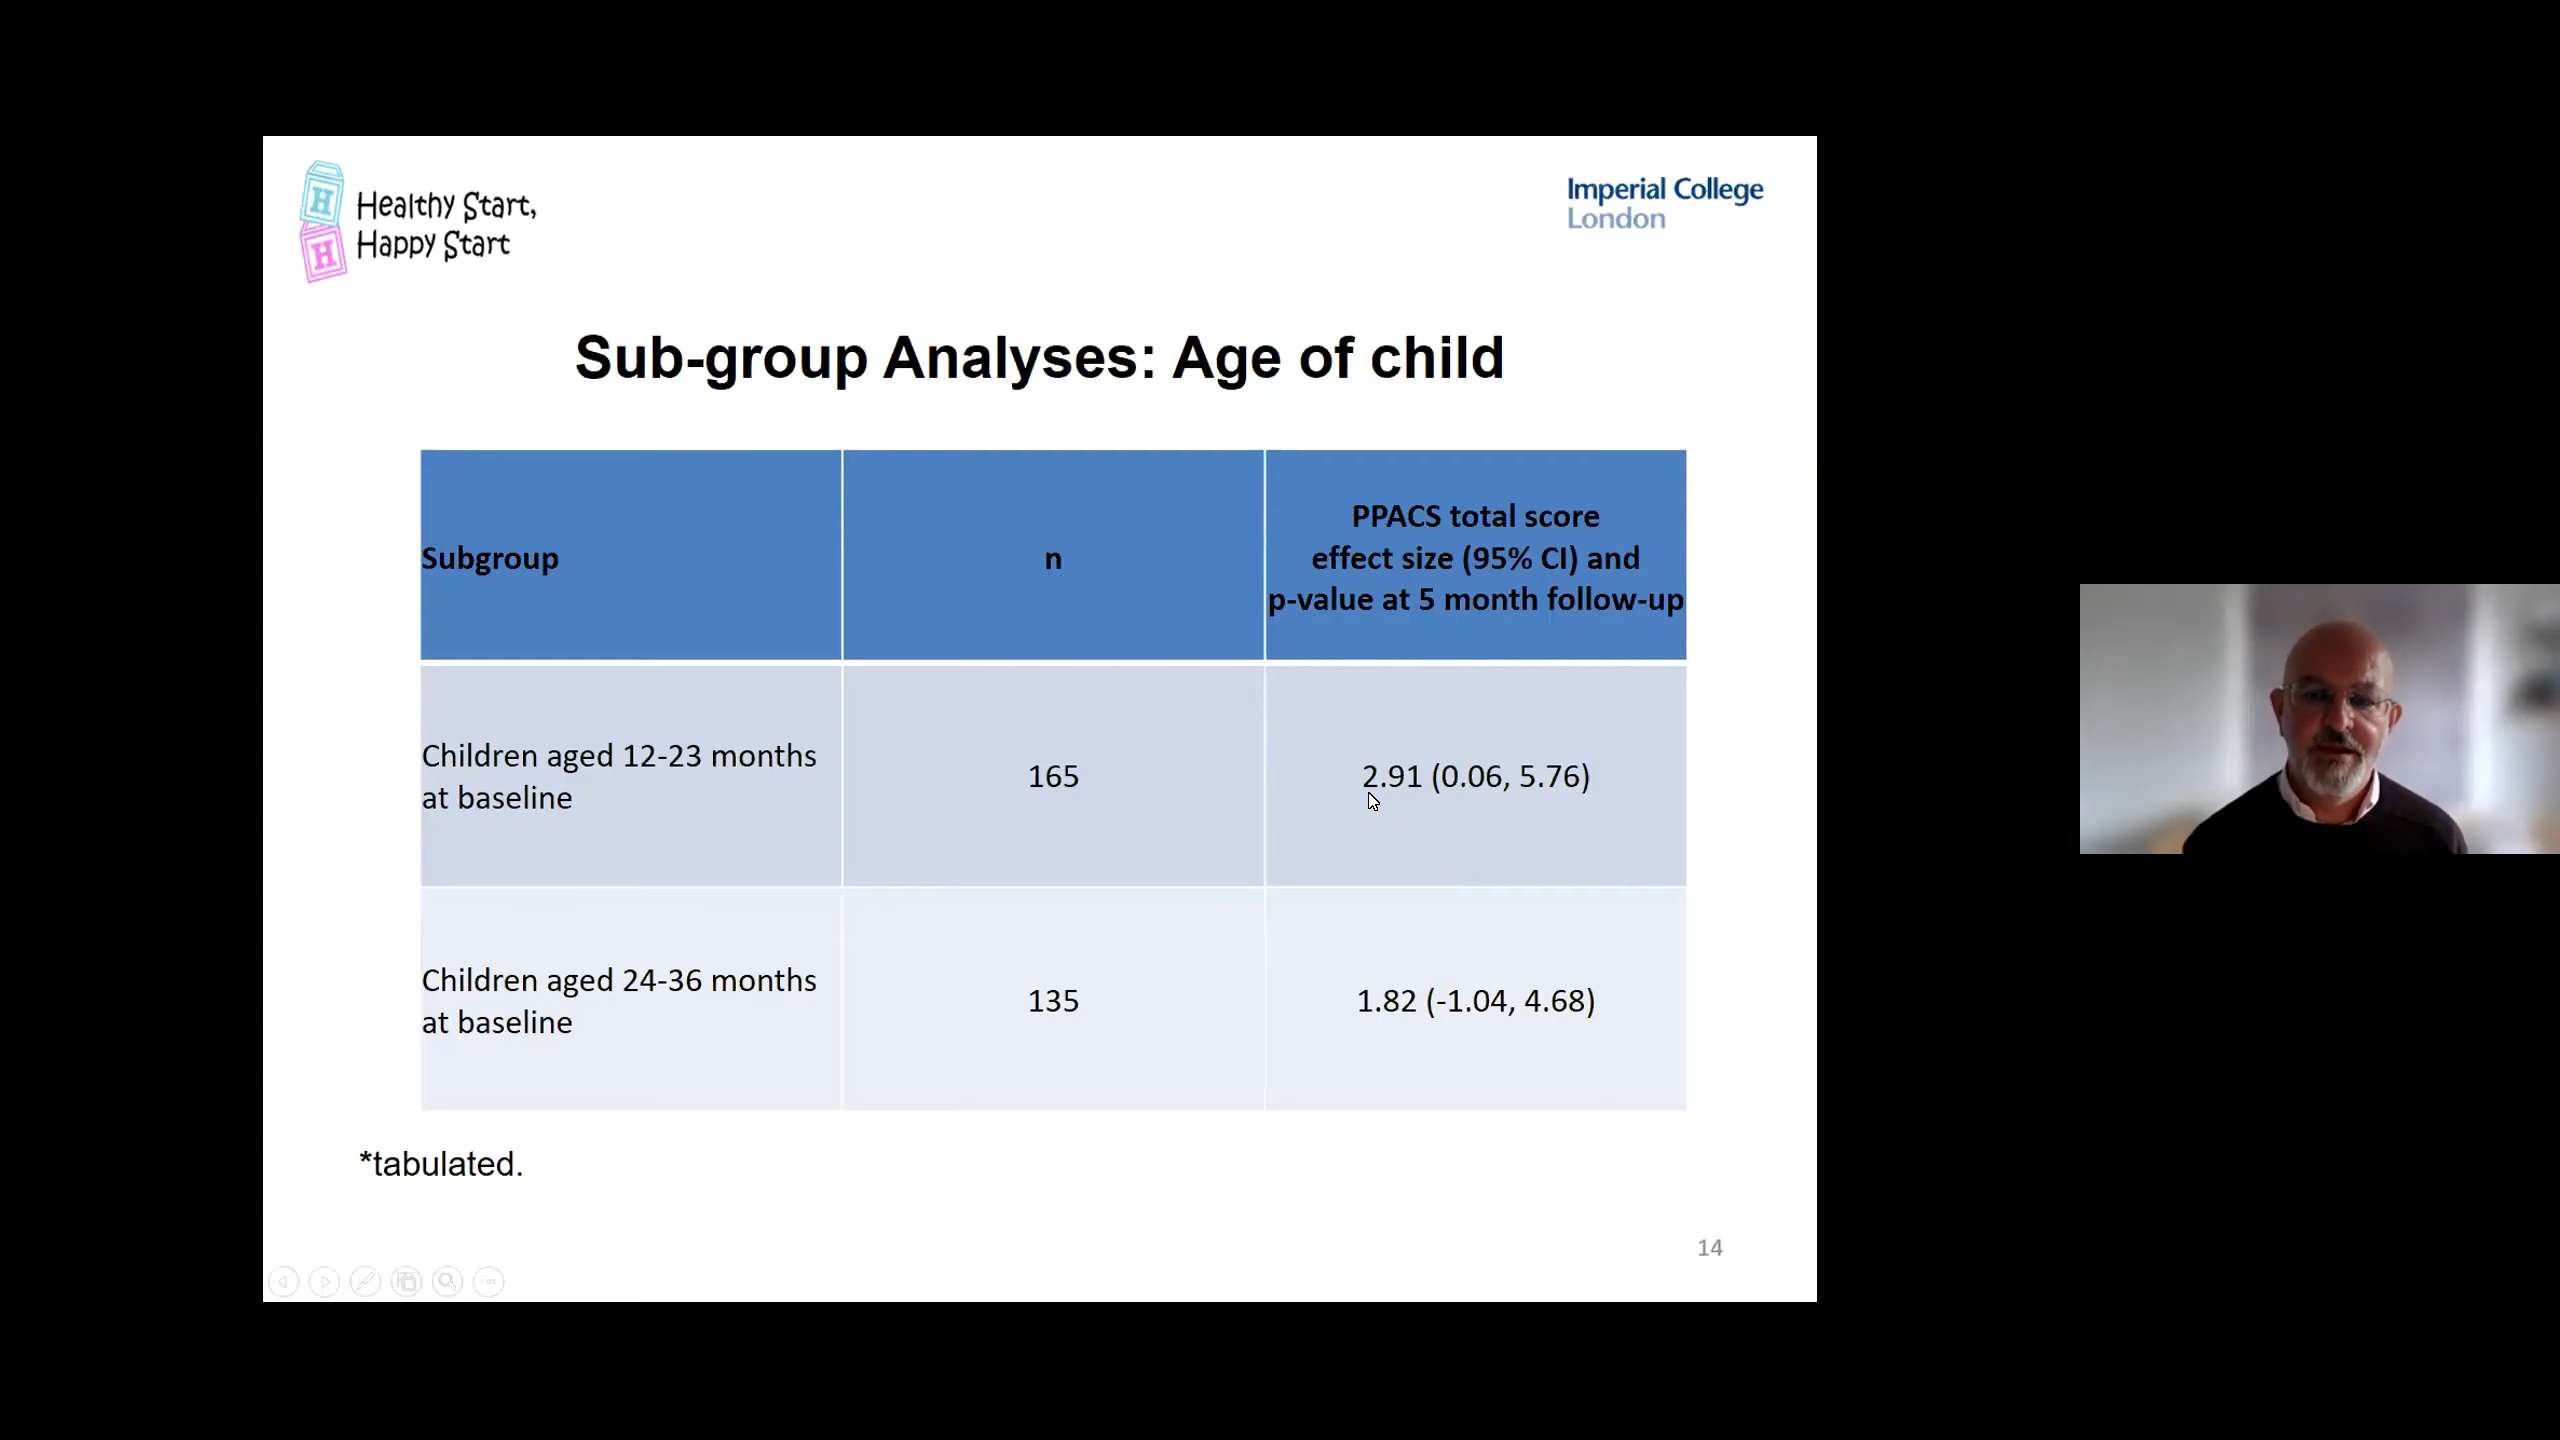 Healthy Start,
Happy Start
Imperial College
London
Sub-group Analyses: Age of child
Subgroup
n
PPACS total score
effect size (95% CI) and
p-value at 5 month follow-up
Children aged 12-23 months
at baseline
165
2.91 (0.06, 5.76)
Children aged 24-36 months
at baseline
135
1.82 (-1.04, 4.68)
*tabulated.
14